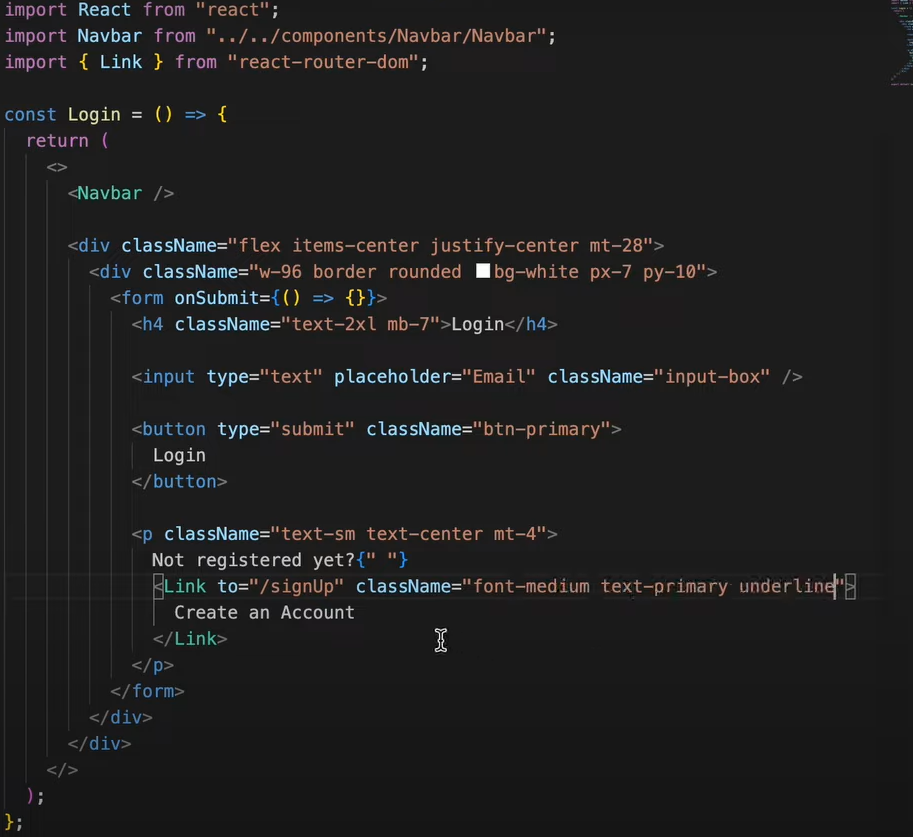 import React from "react";
import Navbar from "../../components/Navbar/Navbar";
import { Link } from "react-router-dom";
const Login = () => {
return (
<>
<Navbar />
<div className="flex items-center justify-center mt-28">
<div className="w-96 border rounded bg-white px-7 py-10">
<form onSubmit={() => {}}>
<h4 className="text-2xl mb-7">Login</h4>
<input type="text" placeholder="Email" className="input-box" />
<button type="submit" className="btn-primary">
Login
</button>
<p className="text-sm text-center mt-4">
Not registered yet?{" "}
<Link to="/signUp" className="font-medium text-primary underline">
Create an Account
</Link>
</p>
</form>
</div>
</div>
</>
);
};